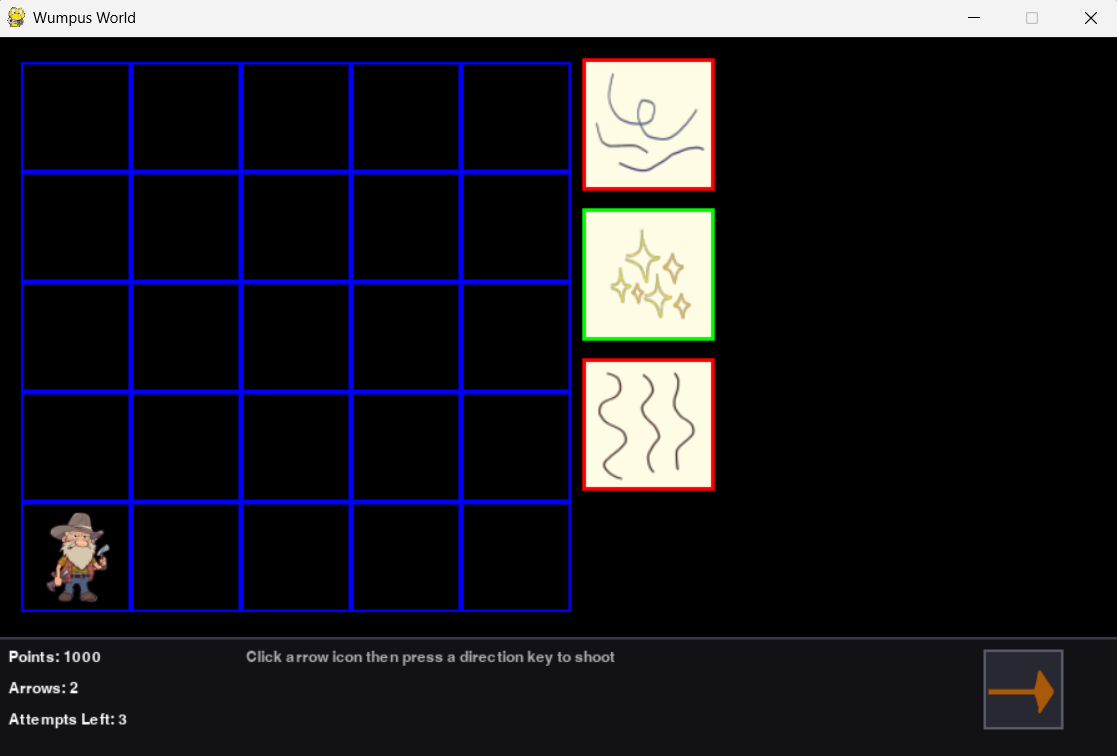 Wumpus World
Points: 1000
Click arrow icon then press a direction key to shoot
Arrows: 2
Attempts Left: 3